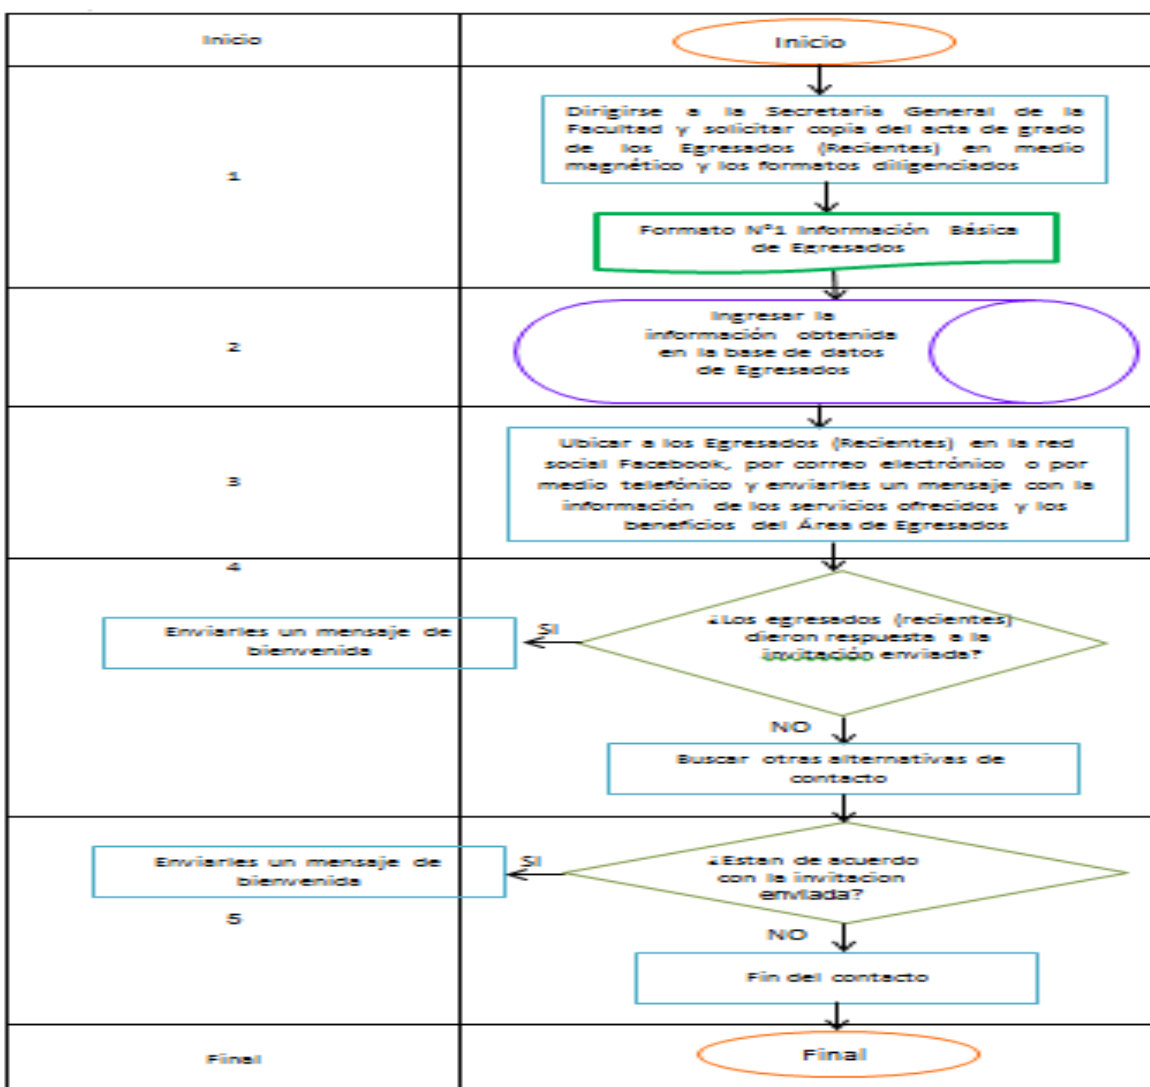 Inicio
Inicio
1
Dirigirse a la Secretaria General de la
Facultad y solicitar copia del acta de grado
de los Egresados (Recientes) en medio
magnético y los formatos diligenciados
Formato N°1 Información Básica
de Egresados
2
Ingresar la
información obtenida
en la base de datos
de Egresados
3
Ubicar a los Egresados (Recientes) en la red
social Facebook, por correo electrónico o por
medio telefónico y enviarles un mensaje con la
información de los servicios ofrecidos y los
beneficios del Área de Egresados
4
¿Los egresados (recientes)
dieron respuesta a la
invitación enviada?
SI
Enviarles un mensaje de
bienvenida
NO
Buscar otras alternativas de
contacto
¿Estan de acuerdo
con la invitacion
enviada?
SI
Enviarles un mensaje de
bienvenida
5
NO
Fin del contacto
Final
Final